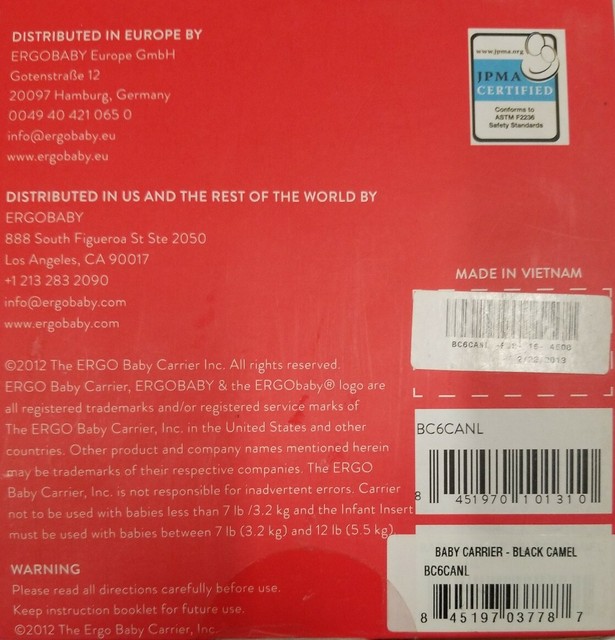 DISTRIBUTED IN EUROPE BY
ERGOBABY Europe GmbH
Gotenstraße 12
20097 Hamburg, Germany
0049 40 421 065 0
info@ergobaby.eu
www.ergobaby.eu
www.jpma.org
JPMA
CERTIFIED
Conforms to
ASTM F2236
Safety Standards
DISTRIBUTED IN US AND THE REST OF THE WORLD BY
ERGOBABY
888 South Figueroa St Ste 2050
Los Angeles, CA 90017
+1 213 283 2090
info@ergobaby.com
www.ergobaby.com
MADE IN VIETNAM
2/22/2013
©2012 The ERGO Baby Carrier Inc. All rights reserved.
ERGO Baby Carrier, ERGOBABY & the ERGObaby® logo are
all registered trademarks and/or registered service marks of
The ERGO Baby Carrier, Inc. in the United States and other
countries. Other product and company names mentioned herein
may be trademarks of their respective companies. The ERGO
Baby Carrier, Inc. is not responsible for inadvertent errors. Carrier
not to be used with babies less than 7 lb /3.2 kg and the Infant Insert
must be used with babies between 7 lb (3.2 kg) and 12 lb (5.5 kg).
BC6CANL
8 451970 101310
BABY CARRIER - BLACK CAMEL
BC6CANL
8 45197 03778 7
WARNING
Please read all directions carefully before use.
Keep instruction booklet for future use.
©2012 The Ergo Baby Carrier, Inc.